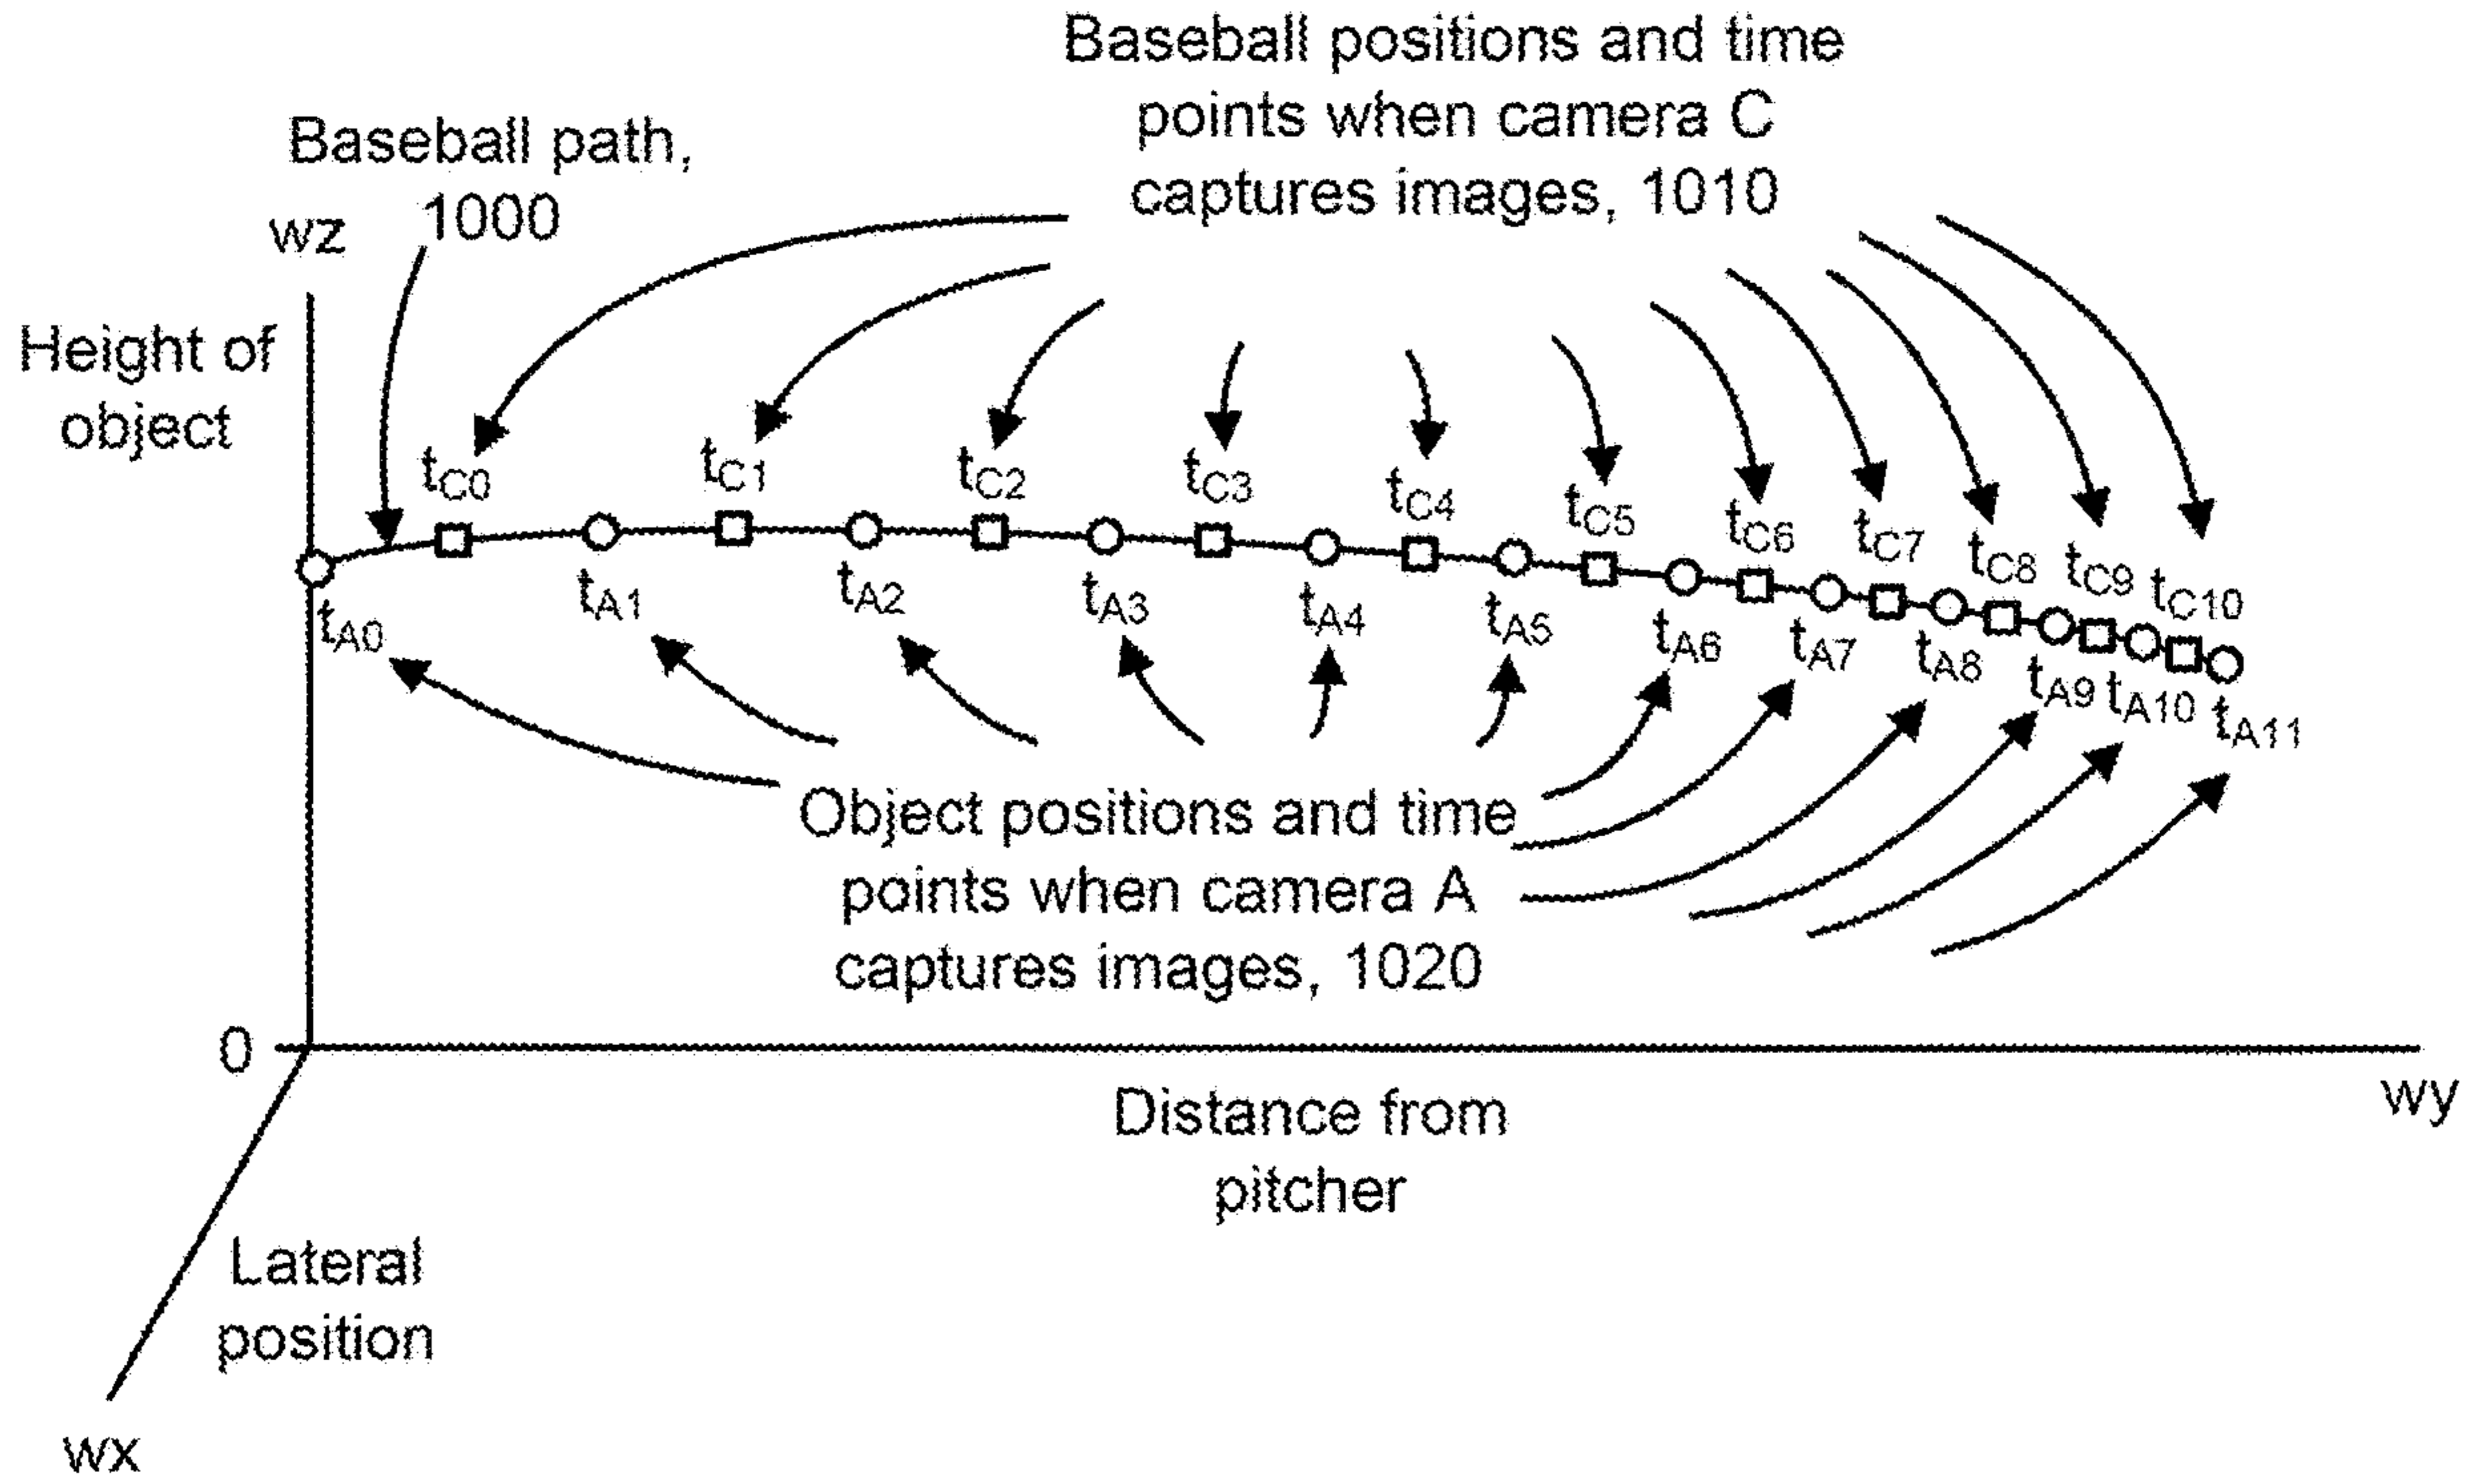 Baseball positions and time
points when camera C
captures images, 1010
Baseball path,
1000
wz
Height of
object
tC0 tC1 tC2 tC3 tC4 tC5 tC6 tC7 tC8 tC9 tC10
tA0 tA1 tA2 tA3 tA4 tA5 tA6 tA7 tA8 tA9 tA10 tA11
Object positions and time
points when camera A
captures images, 1020
0
wy
Distance from
pitcher
Lateral
position
wx